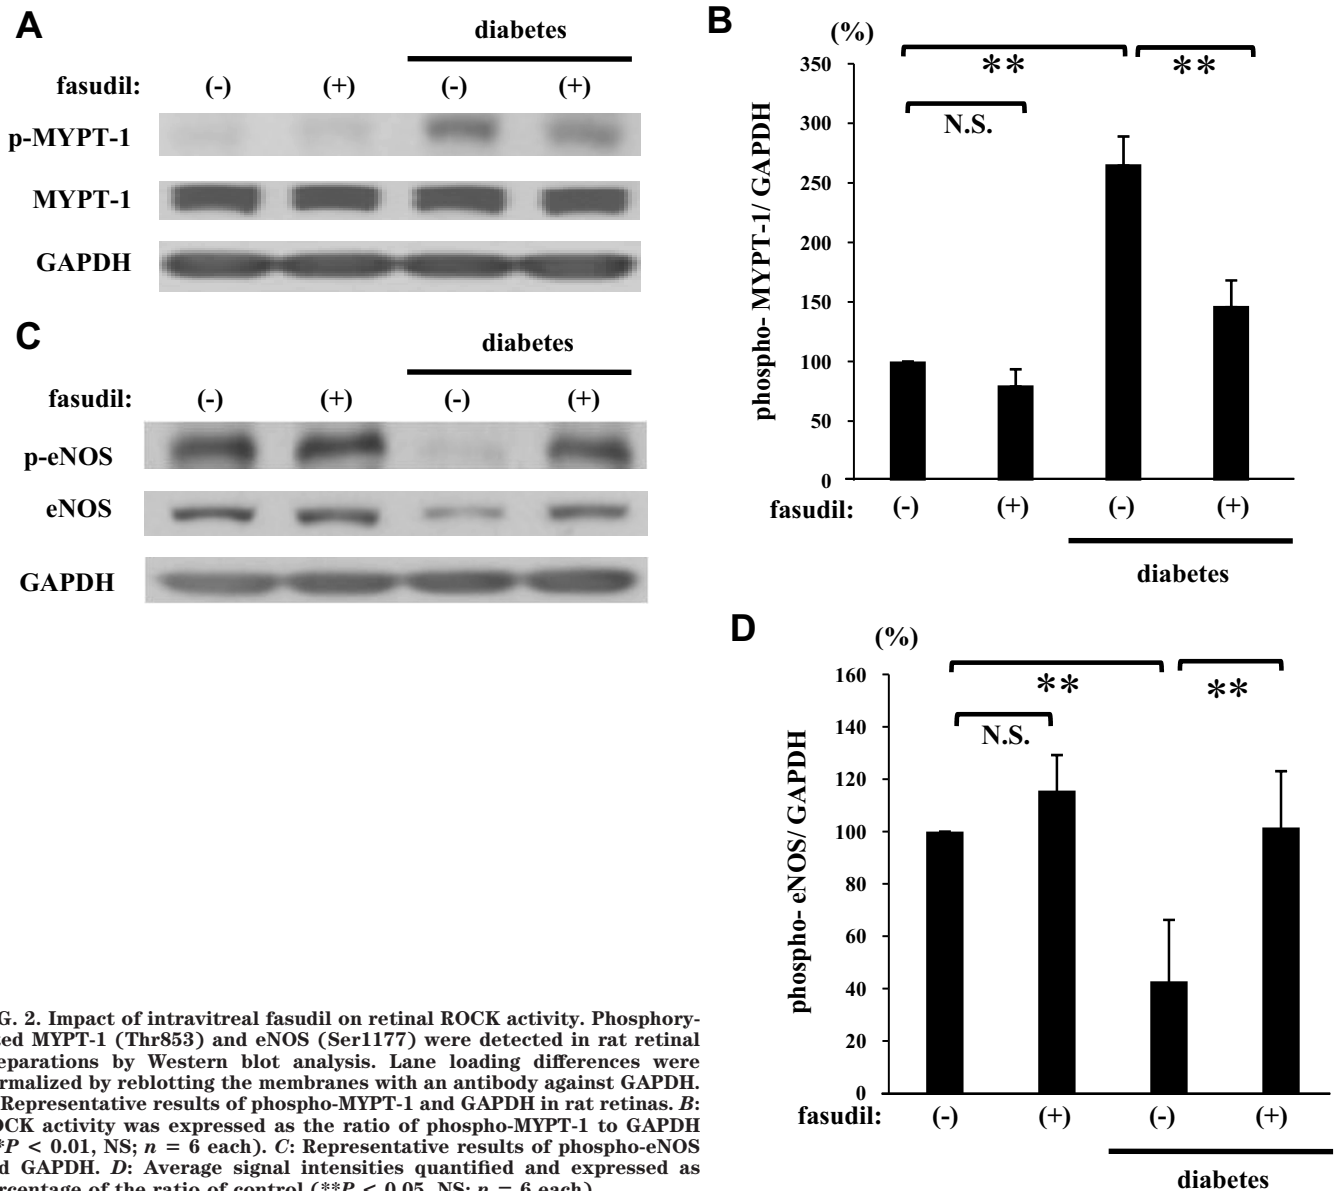 A
diabetes
fasudil: (-) (+) (-) (+)
p-MYPT-1
MYPT-1
GAPDH
C
diabetes
fasudil: (-) (+) (-) (+)
p-eNOS
eNOS
GAPDH
B
(%)
** **
N.S.
phospho- MYPT-1/ GAPDH
350
300
250
200
150
100
50
0
fasudil: (-) (+) (-) (+)
diabetes
D
(%)
** **
N.S.
phospho- eNOS/ GAPDH
160
140
120
100
80
60
40
20
0
fasudil: (-) (+) (-) (+)
diabetes
G. 2. Impact of intravitreal fasudil on retinal ROCK activity. Phosphory-
ed MYPT-1 (Thr853) and eNOS (Ser1177) were detected in rat retinal
eparations by Western blot analysis. Lane loading differences were
rmalized by reblotting the membranes with an antibody against GAPDH.
Representative results of phospho-MYPT-1 and GAPDH in rat retinas. B:
OCK activity was expressed as the ratio of phospho-MYPT-1 to GAPDH
*P < 0.01, NS; n = 6 each). C: Representative results of phospho-eNOS
d GAPDH. D: Average signal intensities quantified and expressed as
rcentage of the ratio of control (**P < 0.05, NS; n = 6 each).